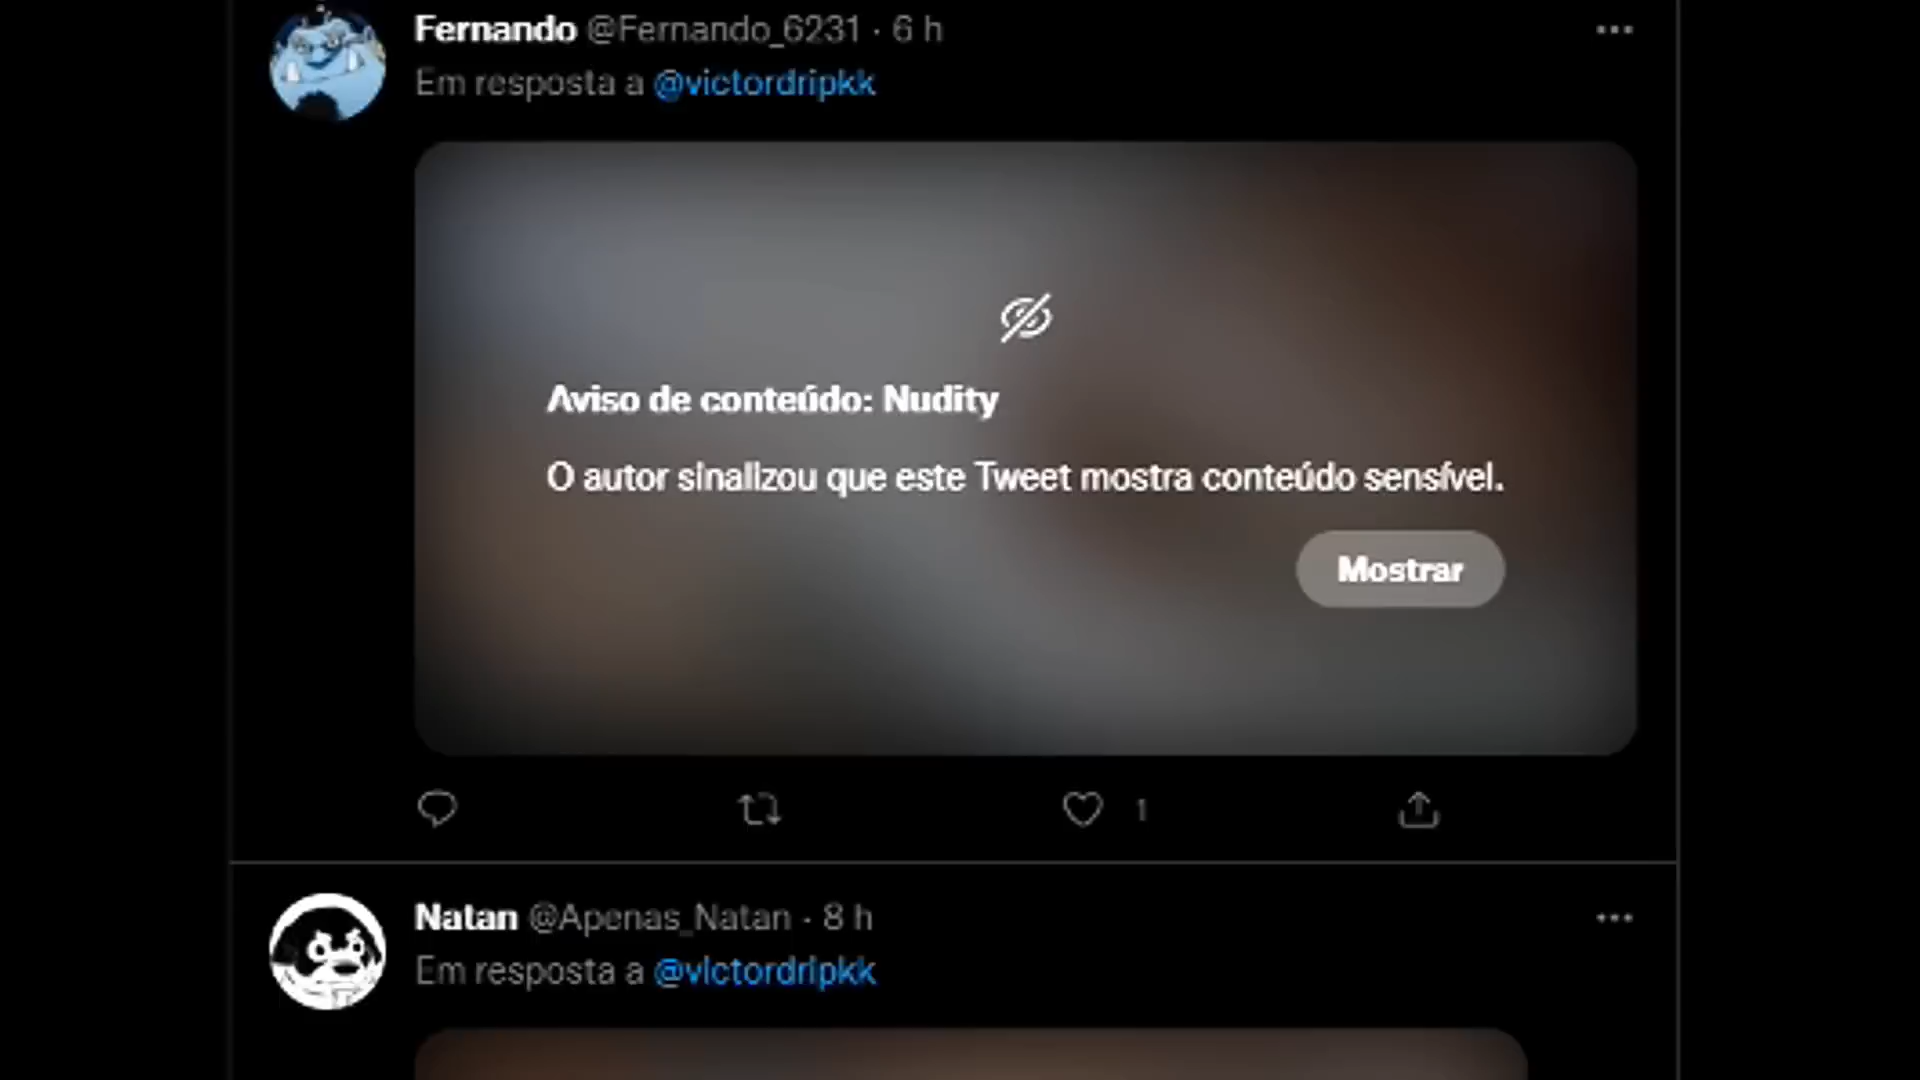 Fernando @Fernando_6231 · 6 h
Em resposta a @victordripkk
Aviso de conteúdo: Nudity
O autor sinalizou que este Tweet mostra conteúdo sensível.
Mostrar
1
Natan @Apenas_Natan · 8 h
Em resposta a @victordripkk